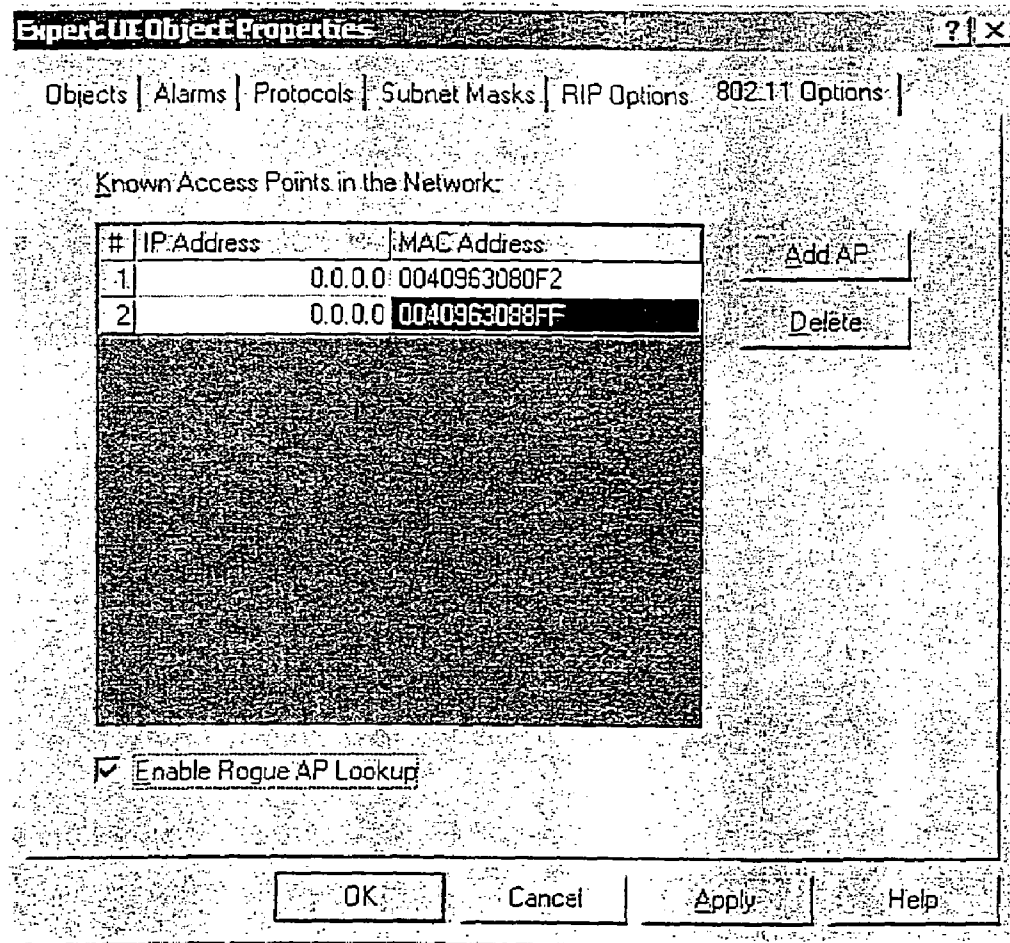 Expert UI Object Properties ? ×
Objects Alarms Protocols Subnet Masks RIP Options 802.11 Options
Known Access Points in the Network:
# IP Address MAC Address
1 0.0.0.0 0040963080F2
2 0.0.0.0 0040963088FF
Add AP
Delete
Enable Rogue AP Lookup
OK Cancel Apply Help